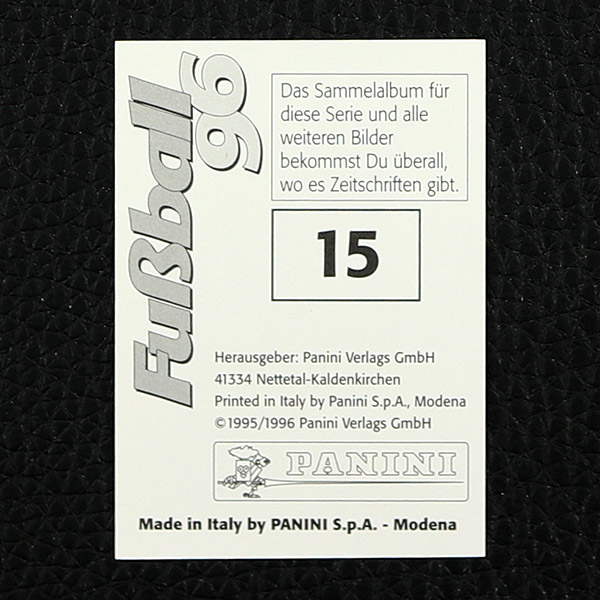 Fußball
96
Das Sammelalbum für
diese Serie und alle
weiteren Bilder
bekommst Du überall,
wo es Zeitschriften gibt.
15
Herausgeber: Panini Verlags GmbH
41334 Nettetal-Kaldenkirchen
Printed in Italy by Panini S.p.A., Modena
©1995/1996 Panini Verlags GmbH
PANINI
Made in Italy by PANINI S.p.A. - Modena